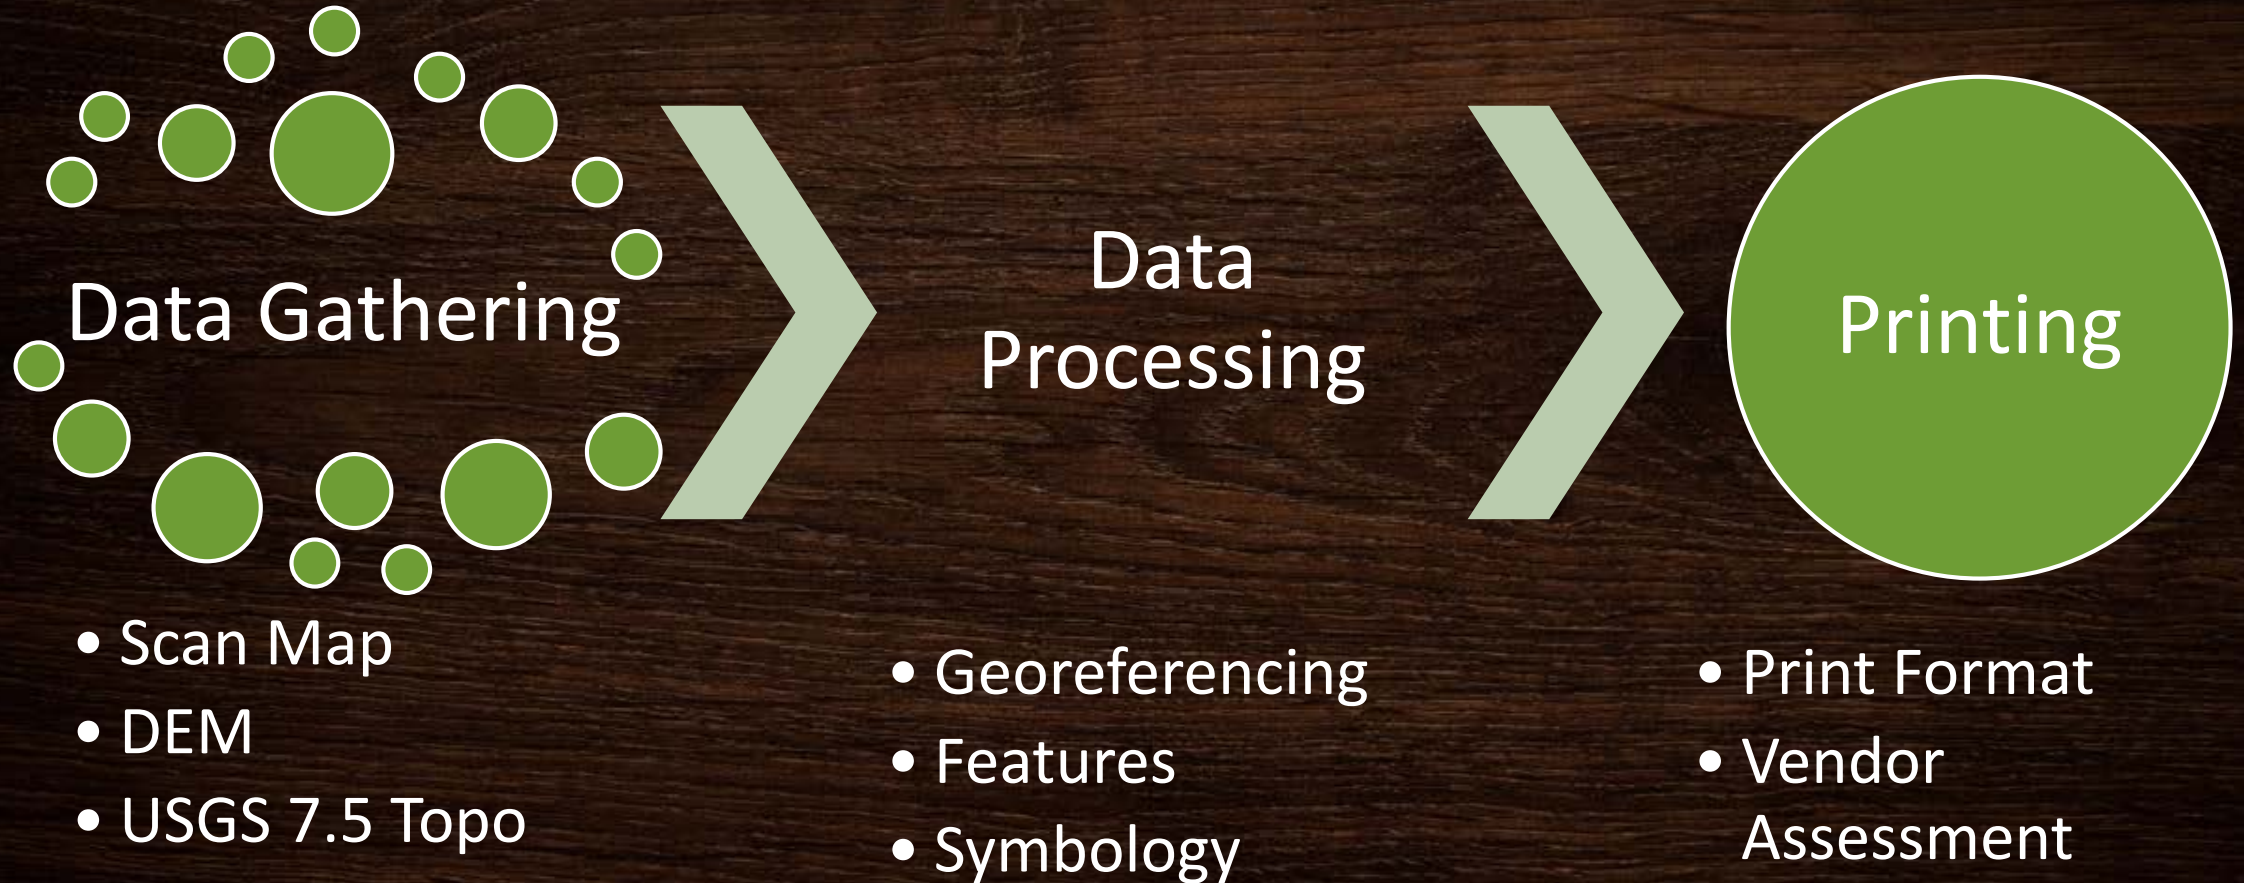 Data Gathering
• Scan Map
• DEM
• USGS 7.5 Topo
Data
Processing
• Georeferencing
• Features
• Symbology
Printing
• Print Format
• Vendor
Assessment